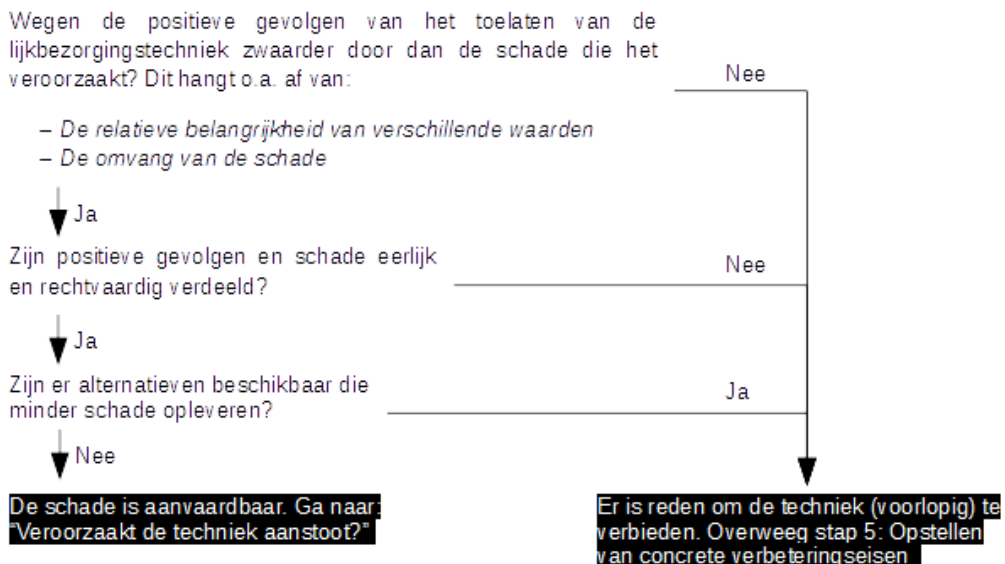 Wegen de positieve gevolgen van het toelaten van de
lijkbezorgingstechniek zwaarder door dan de schade die het
veroorzaakt? Dit hangt o.a. af van:
Nee
– De relatieve belangrijkheid van verschillende waarden
– De omvang van de schade
Ja
Zijn positieve gevolgen en schade eerlijk
en rechtvaardig verdeeld?
Nee
Ja
Zijn er alternatieven beschikbaar die
minder schade opleveren?
Ja
Nee
De schade is aanvaardbaar. Ga naar:
“Veroorzaakt de techniek aanstoot?”
Er is reden om de techniek (voorlopig) te
verbieden. Overweeg stap 5: Opstellen
van concrete verbeteringseisen